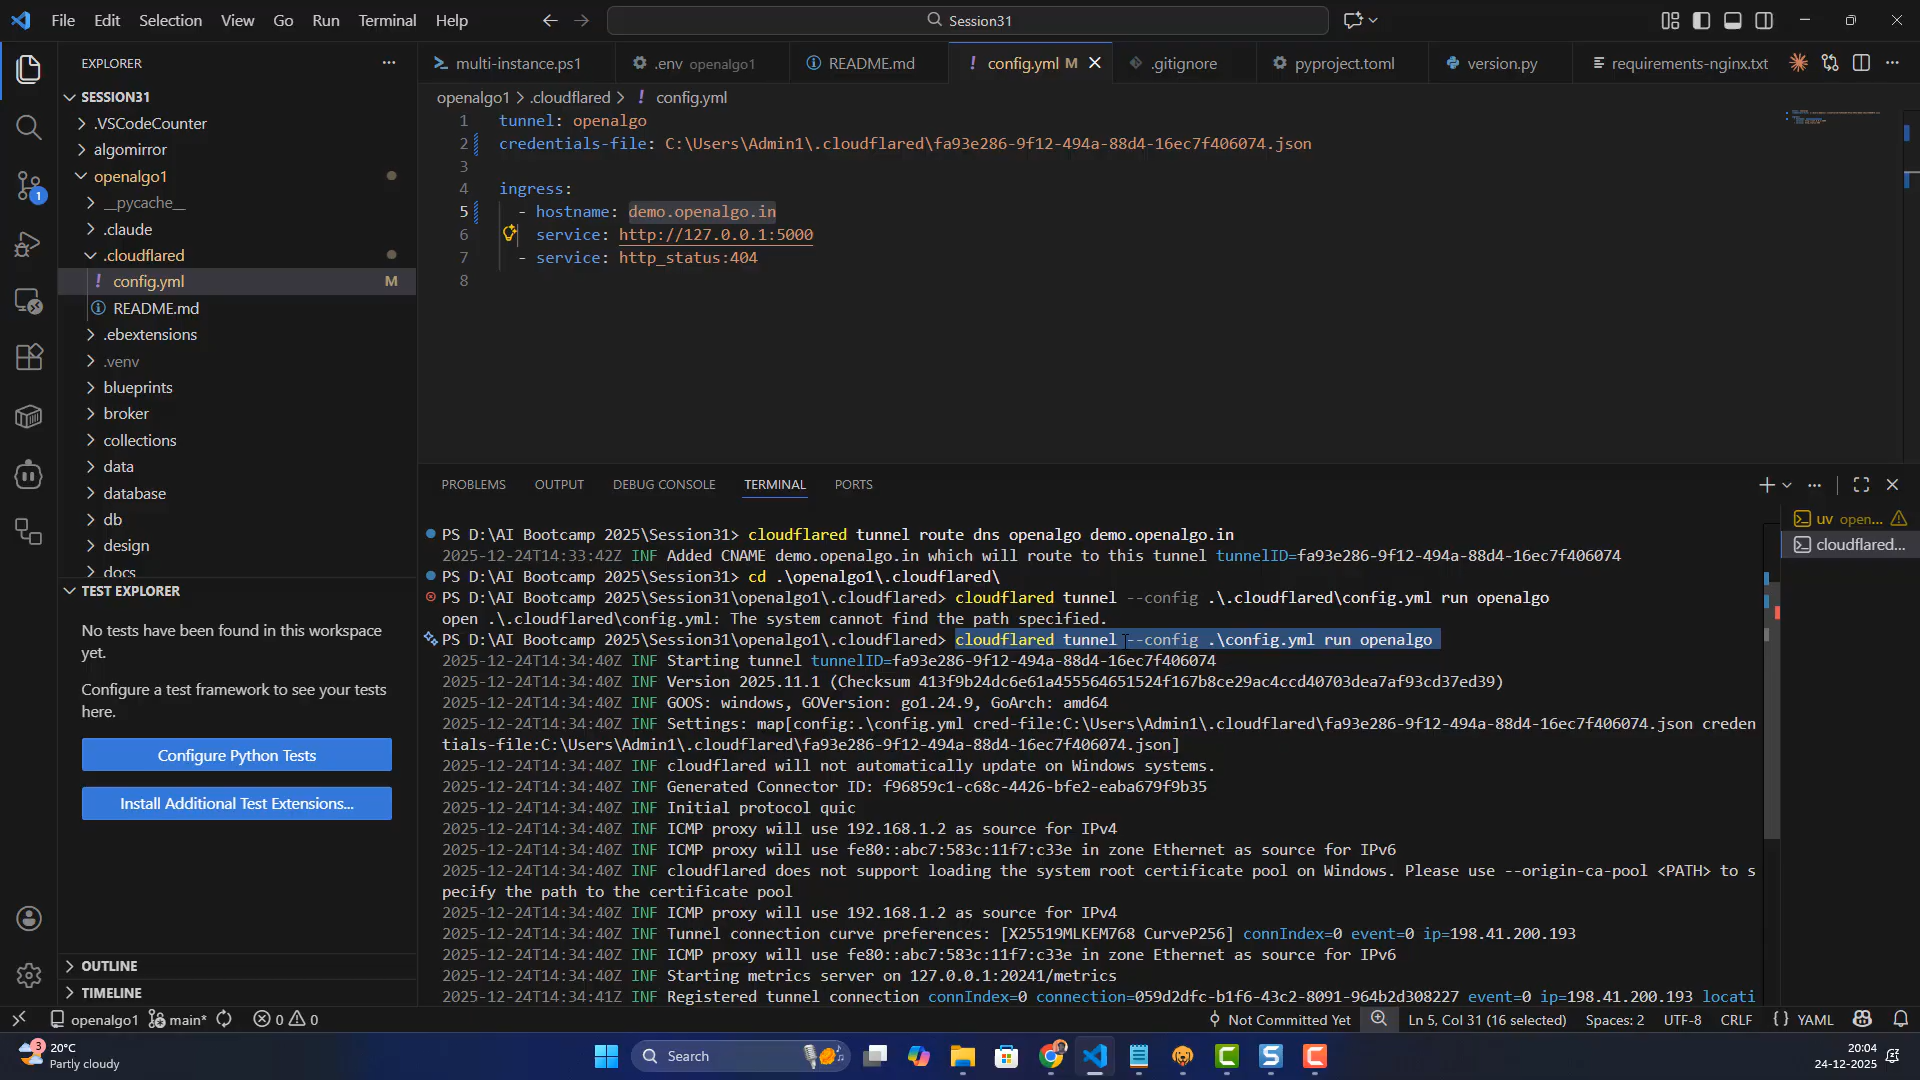 File Edit Selection View Go Run Terminal Help
Session31
EXPLORER
multi-instance.ps1
.env openalgo1
README.md
config.yml M
.gitignore
pyproject.toml
version.py
requirements-nginx.txt
openalgo1 > .cloudflared > config.yml
SESSION31
.VSCodeCounter
algomirror
openalgo1
__pycache__
.claude
.cloudflared
config.yml M
README.md
.ebextensions
.venv
blueprints
broker
collections
data
database
db
design
docs
1 tunnel: openalgo
2 credentials-file: C:\Users\Admin1\.cloudflared\fa93e286-9f12-494a-88d4-16ec7f406074.json
3
4 ingress:
5 - hostname: demo.openalgo.in
6 service: http://127.0.0.1:5000
7 - service: http_status:404
8
1
TEST EXPLORER
No tests have been found in this workspace
yet.
Configure a test framework to see your tests
here.
Configure Python Tests
Install Additional Test Extensions...
OUTLINE
TIMELINE
PROBLEMS OUTPUT DEBUG CONSOLE TERMINAL PORTS
uv open...
cloudflared...
PS D:\AI Bootcamp 2025\Session31> cloudflared tunnel route dns openalgo demo.openalgo.in
2025-12-24T14:33:42Z INF Added CNAME demo.openalgo.in which will route to this tunnel tunnelID=fa93e286-9f12-494a-88d4-16ec7f406074
PS D:\AI Bootcamp 2025\Session31> cd .\openalgo1\.cloudflared\
PS D:\AI Bootcamp 2025\Session31\openalgo1\.cloudflared> cloudflared tunnel --config .\.cloudflared\config.yml run openalgo
open .\.cloudflared\config.yml: The system cannot find the path specified.
PS D:\AI Bootcamp 2025\Session31\openalgo1\.cloudflared> cloudflared tunnel --config .\config.yml run openalgo
2025-12-24T14:34:40Z INF Starting tunnel tunnelID=fa93e286-9f12-494a-88d4-16ec7f406074
2025-12-24T14:34:40Z INF Version 2025.11.1 (Checksum 413f9b24dc6e61a455564651524f167b8ce29ac4ccd40703dea7af93cd37ed39)
2025-12-24T14:34:40Z INF GOOS: windows, GOVersion: go1.24.9, GoArch: amd64
2025-12-24T14:34:40Z INF Settings: map[config:.\config.yml cred-file:C:\Users\Admin1\.cloudflared\fa93e286-9f12-494a-88d4-16ec7f406074.json creden
tials-file:C:\Users\Admin1\.cloudflared\fa93e286-9f12-494a-88d4-16ec7f406074.json]
2025-12-24T14:34:40Z INF cloudflared will not automatically update on Windows systems.
2025-12-24T14:34:40Z INF Generated Connector ID: f96859c1-c68c-4426-bfe2-eaba679f9b35
2025-12-24T14:34:40Z INF Initial protocol quic
2025-12-24T14:34:40Z INF ICMP proxy will use 192.168.1.2 as source for IPv4
2025-12-24T14:34:40Z INF ICMP proxy will use fe80::abc7:583c:11f7:c33e in zone Ethernet as source for IPv6
2025-12-24T14:34:40Z INF cloudflared does not support loading the system root certificate pool on Windows. Please use --origin-ca-pool <PATH> to s
pecify the path to the certificate pool
2025-12-24T14:34:40Z INF ICMP proxy will use 192.168.1.2 as source for IPv4
2025-12-24T14:34:40Z INF Tunnel connection curve preferences: [X25519MLKEM768 CurveP256] connIndex=0 event=0 ip=198.41.200.193
2025-12-24T14:34:40Z INF ICMP proxy will use fe80::abc7:583c:11f7:c33e in zone Ethernet as source for IPv6
2025-12-24T14:34:40Z INF Starting metrics server on 127.0.0.1:20241/metrics
2025-12-24T14:34:41Z INF Registered tunnel connection connIndex=0 connection=059d2dfc-b1f6-43c2-8091-964b2d308227 event=0 ip=198.41.200.193 locati
openalgo1 main* 0 0
Not Committed Yet
Ln 5, Col 31 (16 selected) Spaces: 2 UTF-8 CRLF {} YAML
3
20°C
Partly cloudy
Search
20:04
24-12-2025